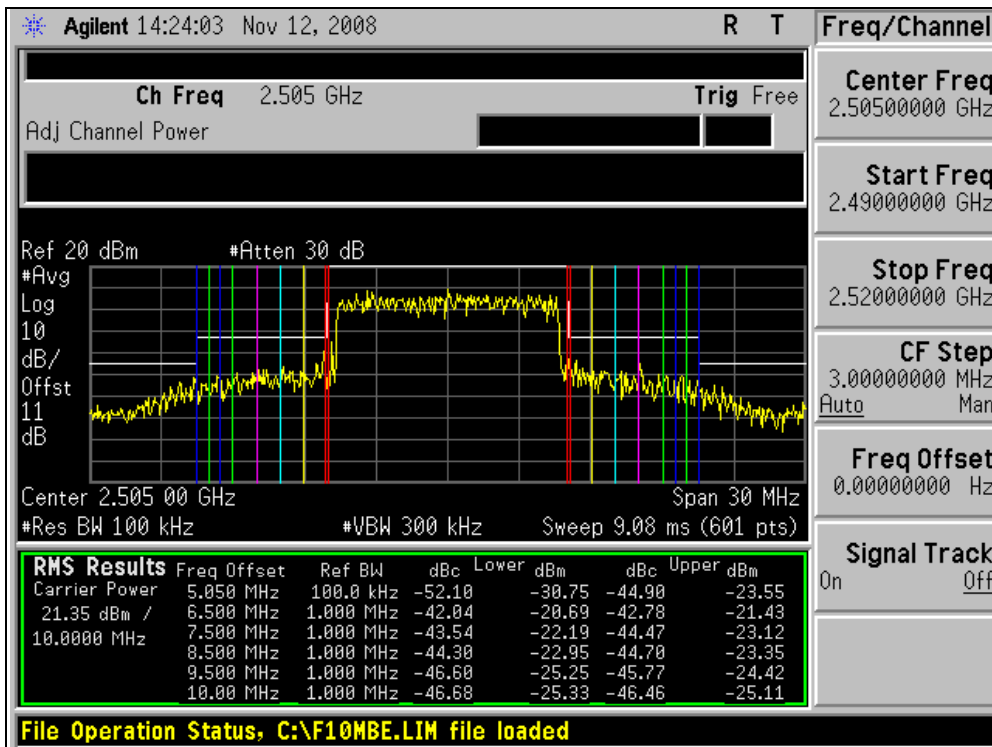 Agilent 14:24:03 Nov 12, 2008 R T
Freq/Channel
Ch Freq 2.505 GHz Trig Free
Adj Channel Power
Center Freq
2.50500000 GHz
Start Freq
2.49000000 GHz
Stop Freq
2.52000000 GHz
CF Step
3.00000000 MHz
Auto Man
Freq Offset
0.00000000 Hz
Signal Track
On Off
Ref 20 dBm #Atten 30 dB
#Avg
Log
10
dB/
Offst
11
dB
Center 2.505 00 GHz Span 30 MHz
#Res BW 100 kHz #VBW 300 kHz Sweep 9.08 ms (601 pts)
RMS Results Freq Offset Ref BW dBc Lower dBm dBc Upper dBm
Carrier Power 5.050 MHz 100.0 kHz -52.10 -30.75 -44.90 -23.55
21.35 dBm / 6.500 MHz 1.000 MHz -42.04 -20.69 -42.78 -21.43
10.0000 MHz 7.500 MHz 1.000 MHz -43.54 -22.19 -44.47 -23.12
8.500 MHz 1.000 MHz -44.30 -22.95 -44.70 -23.35
9.500 MHz 1.000 MHz -46.60 -25.25 -45.77 -24.42
10.00 MHz 1.000 MHz -46.68 -25.33 -46.46 -25.11
File Operation Status, C:\F10MBE.LIM file loaded